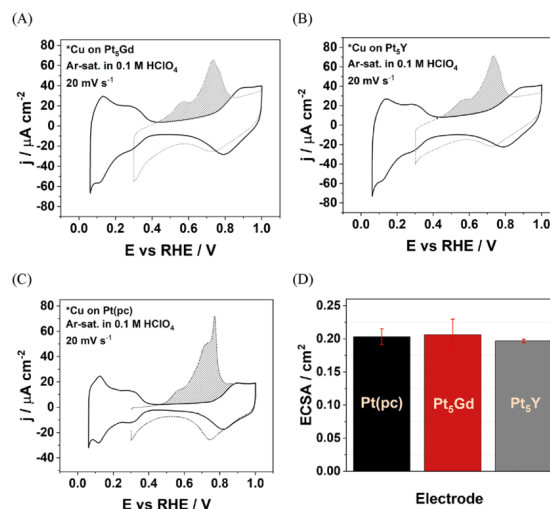 (A)
*Cu on Pt5Gd
Ar-sat. in 0.1 M HClO4
20 mV s-1
j / μA cm-2
80
60
40
20
0
-20
-40
-60
-80
0.0 0.2 0.4 0.6 0.8 1.0
E vs RHE / V
(B)
*Cu on Pt5Y
Ar-sat. in 0.1 M HClO4
20 mV s-1
j / μA cm-2
80
60
40
20
0
-20
-40
-60
-80
0.0 0.2 0.4 0.6 0.8 1.0
E vs RHE / V
(C)
*Cu on Pt(pc)
Ar-sat. in 0.1 M HClO4
20 mV s-1
j / μA cm-2
80
60
40
20
0
-20
-40
0.0 0.2 0.4 0.6 0.8 1.0
E vs RHE / V
(D)
ECSA / cm2
0.25
0.20
0.15
0.10
0.05
0.00
Pt(pc)
Pt5Gd
Pt5Y
Electrode